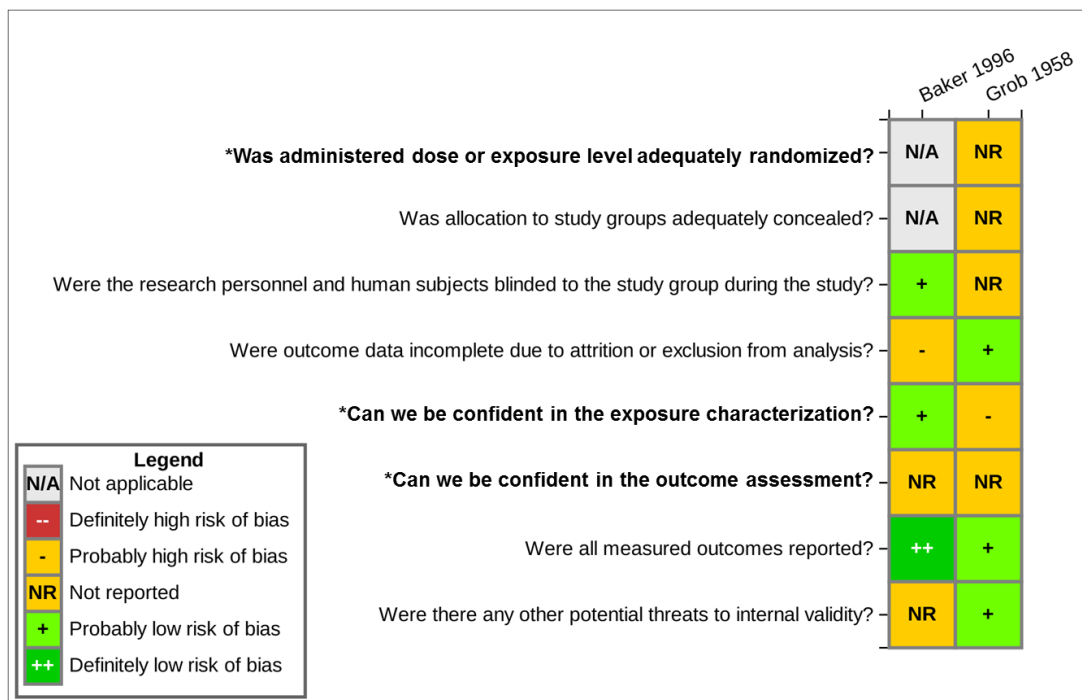 Baker 1996
Grob 1958
*Was administered dose or exposure level adequately randomized? N/A NR
Was allocation to study groups adequately concealed? N/A NR
Were the research personnel and human subjects blinded to the study group during the study? + NR
Were outcome data incomplete due to attrition or exclusion from analysis? - +
*Can we be confident in the exposure characterization? + -
*Can we be confident in the outcome assessment? NR NR
Were all measured outcomes reported? ++ +
Were there any other potential threats to internal validity? NR +
Legend
N/A Not applicable
-- Definitely high risk of bias
- Probably high risk of bias
NR Not reported
+ Probably low risk of bias
++ Definitely low risk of bias